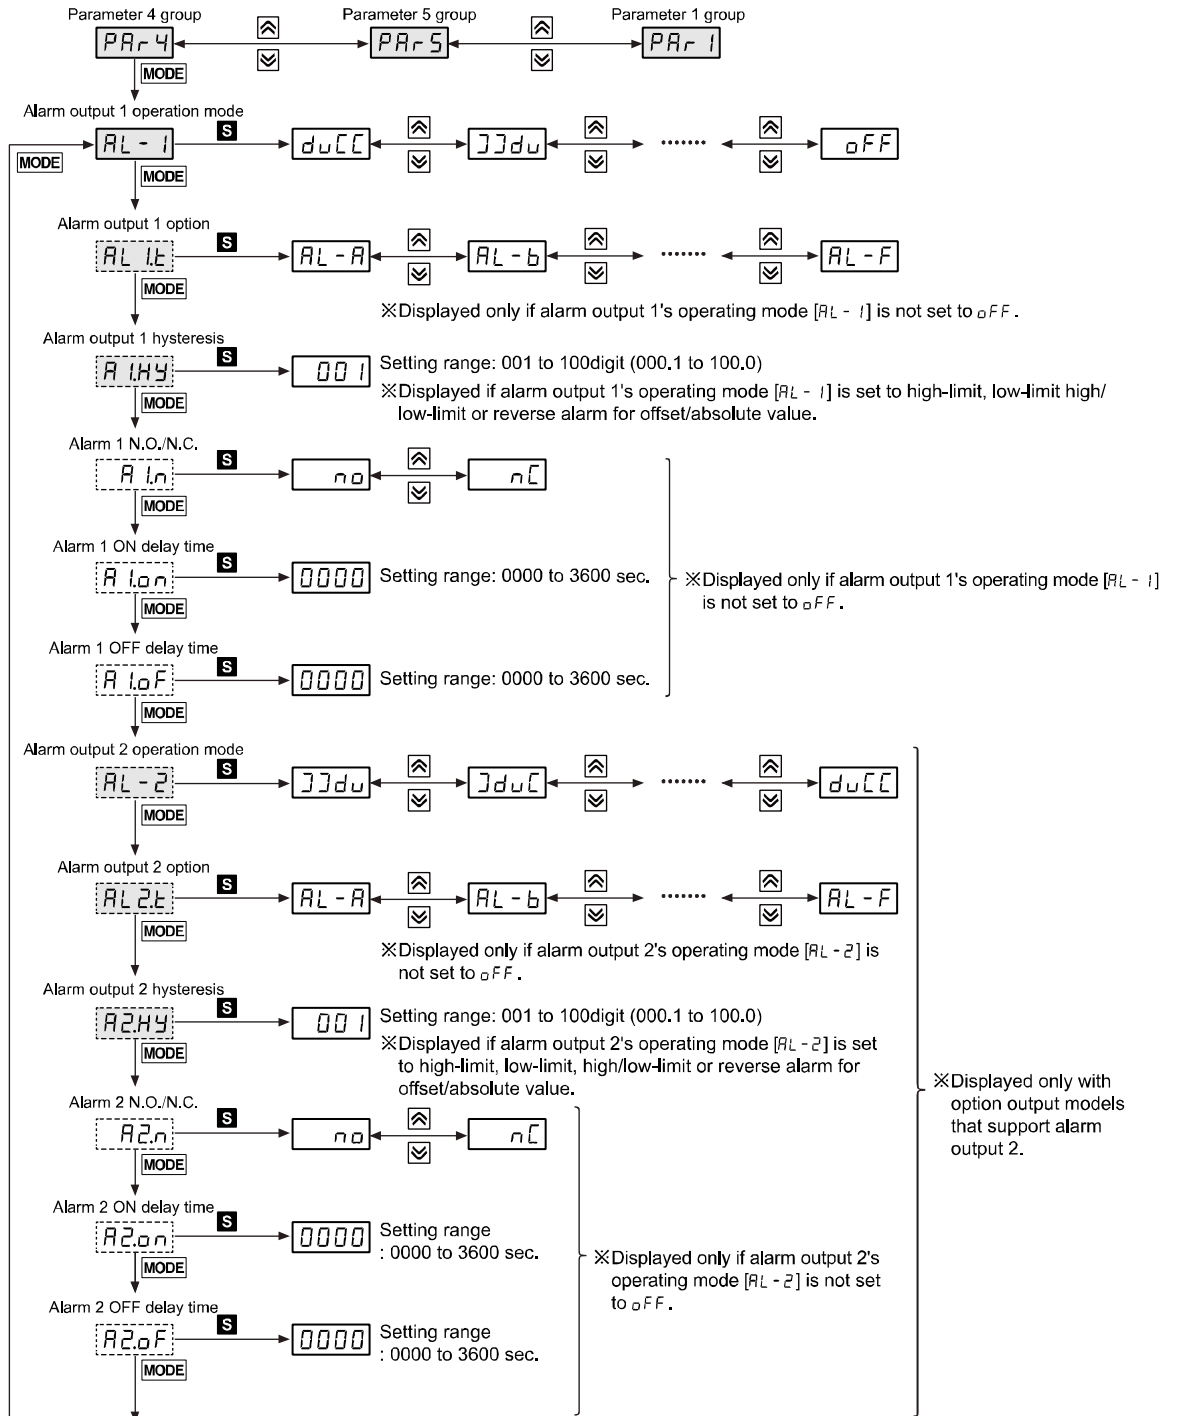 Parameter 4 group
Parameter 5 group
Parameter 1 group
PAr4
PAr5
PAr1
MODE
Alarm output 1 operation mode
AL-1
S
duCC
JJdu
.......
oFF
MODE
MODE
Alarm output 1 option
AL1.t
S
AL-A
AL-b
.......
AL-F
MODE
※Displayed only if alarm output 1's operating mode [AL-1] is not set to oFF.
Alarm output 1 hysteresis
A1.HY
S
001
Setting range: 001 to 100digit (000.1 to 100.0)
MODE
※Displayed if alarm output 1's operating mode [AL-1] is set to high-limit, low-limit high/
low-limit or reverse alarm for offset/absolute value.
Alarm 1 N.O./N.C.
A1.n
S
no
nC
MODE
Alarm 1 ON delay time
A1.on
S
0000
Setting range: 0000 to 3600 sec.
MODE
※Displayed only if alarm output 1's operating mode [AL-1]
is not set to oFF.
Alarm 1 OFF delay time
A1.oF
S
0000
Setting range: 0000 to 3600 sec.
MODE
Alarm output 2 operation mode
AL-2
S
JJdu
JduC
.......
duCC
MODE
Alarm output 2 option
AL2.t
S
AL-A
AL-b
.......
AL-F
MODE
※Displayed only if alarm output 2's operating mode [AL-2] is
not set to oFF.
Alarm output 2 hysteresis
A2.HY
S
001
Setting range: 001 to 100digit (000.1 to 100.0)
MODE
※Displayed if alarm output 2's operating mode [AL-2] is set
to high-limit, low-limit, high/low-limit or reverse alarm for
offset/absolute value.
※Displayed only with
option output models
that support alarm
output 2.
Alarm 2 N.O./N.C.
A2.n
S
no
nC
MODE
Alarm 2 ON delay time
A2.on
S
0000
Setting range
: 0000 to 3600 sec.
MODE
※Displayed only if alarm output 2's
operating mode [AL-2] is not set
to oFF.
Alarm 2 OFF delay time
A2.oF
S
0000
Setting range
: 0000 to 3600 sec.
MODE